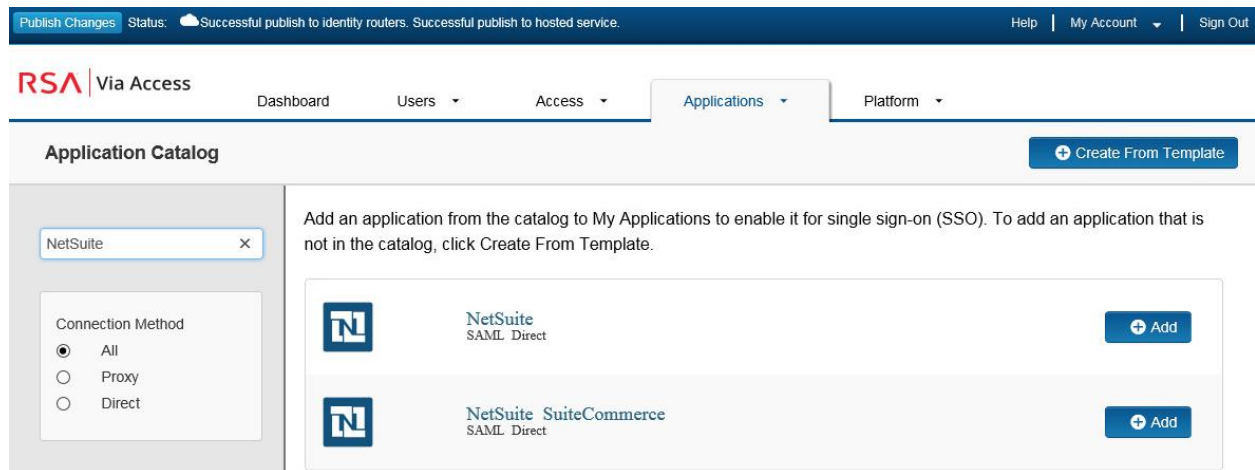 Publish Changes Status: Successful publish to identity routers. Successful publish to hosted service. Help | My Account | Sign Out
RSA Via Access
Dashboard Users Access Applications Platform
Application Catalog
Create From Template
NetSuite ×
Add an application from the catalog to My Applications to enable it for single sign-on (SSO). To add an application that is
not in the catalog, click Create From Template.
Connection Method
All
Proxy
Direct
NetSuite
SAML Direct
Add
NetSuite SuiteCommerce
SAML Direct
Add